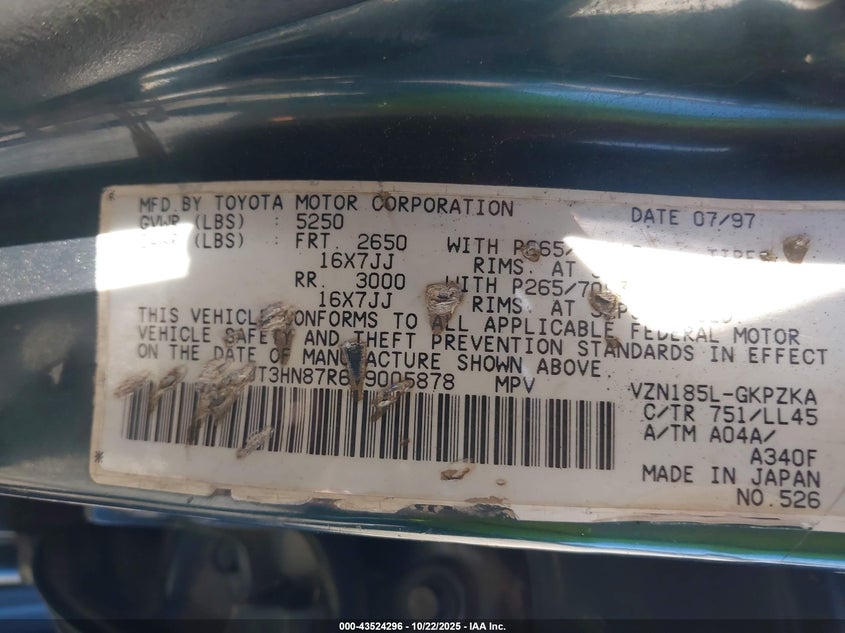 MFD.BY TOYOTA MOTOR CORPORATION DATE 07/97
GVWR (LBS) : 5250
(LBS) : FRT. 2650 WITH
16X7JJ RIMS. AT
RR. 3000 WITH P265/
16X7JJ RIMS. AT
THIS VEHICLE CONFORMS TO ALL APPLICABLE FEDERAL MOTOR
VEHICLE SAFETY AND THEFT PREVENTION STANDARDS IN EFFECT
ON THE DATE OF MANUFACTURE SHOWN ABOVE.
T3HN87R 9005878 MPV VZN185L-GKPZKA
C/TR 751/LL45
A/TM A04A/
A340F
MADE IN JAPAN
NO.526
000-43524296 - 10/22/2025 - IAA Inc.